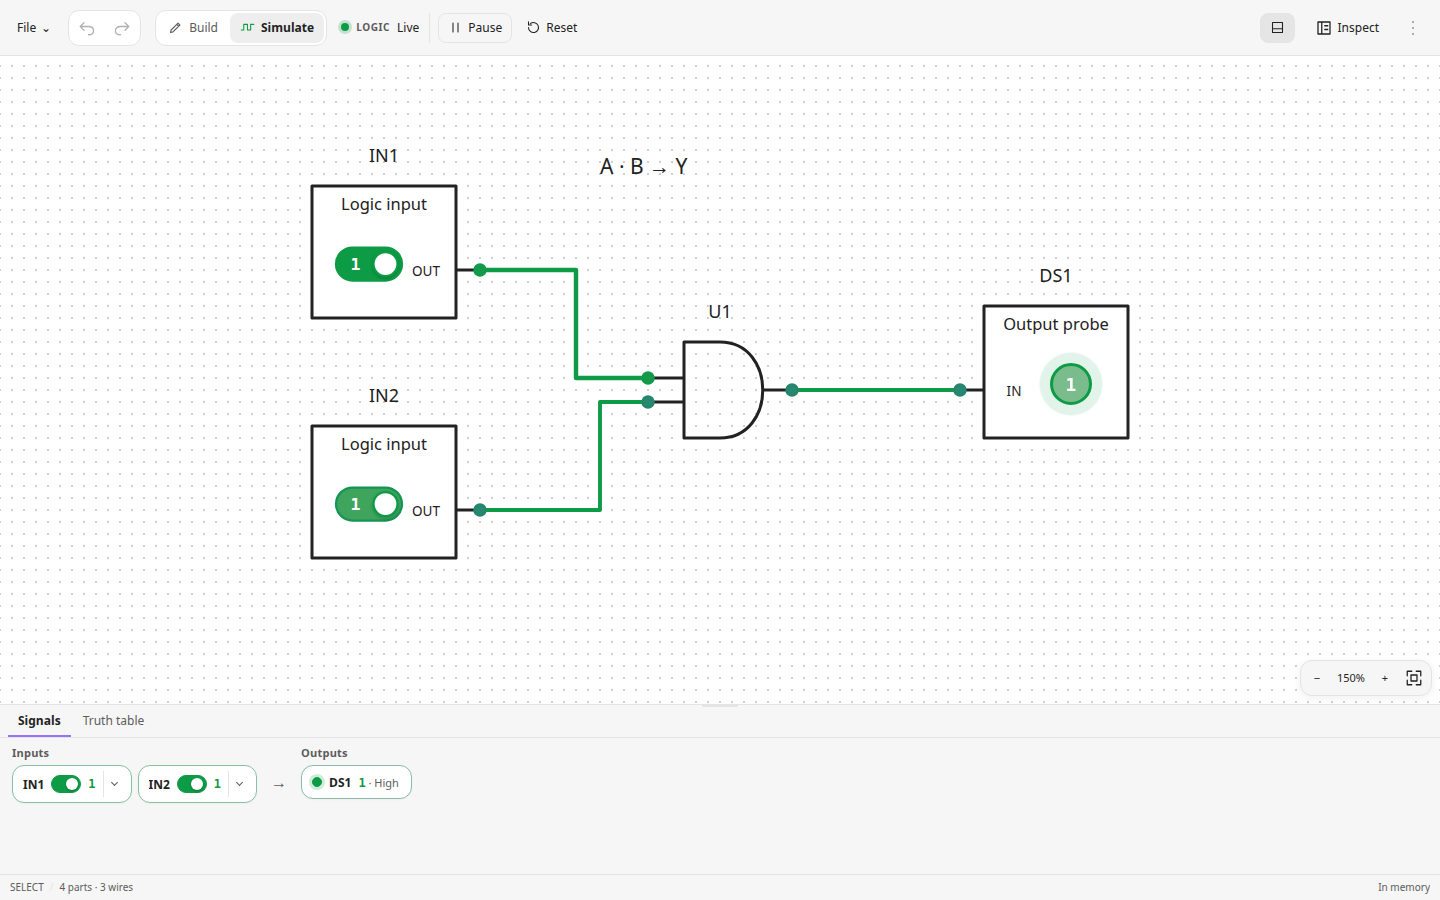 File
Build
Simulate
LOGIC Live
Pause
Reset
Inspect
IN1
A · B → Y
Logic input
1
OUT
DS1
Output probe
U1
1
IN
IN2
Logic input
1
OUT
− 150% +
Signals
Truth table
Inputs
Outputs
IN1 1
IN2 1
→
DS1 1 · High
SELECT / 4 parts · 3 wires
In memory